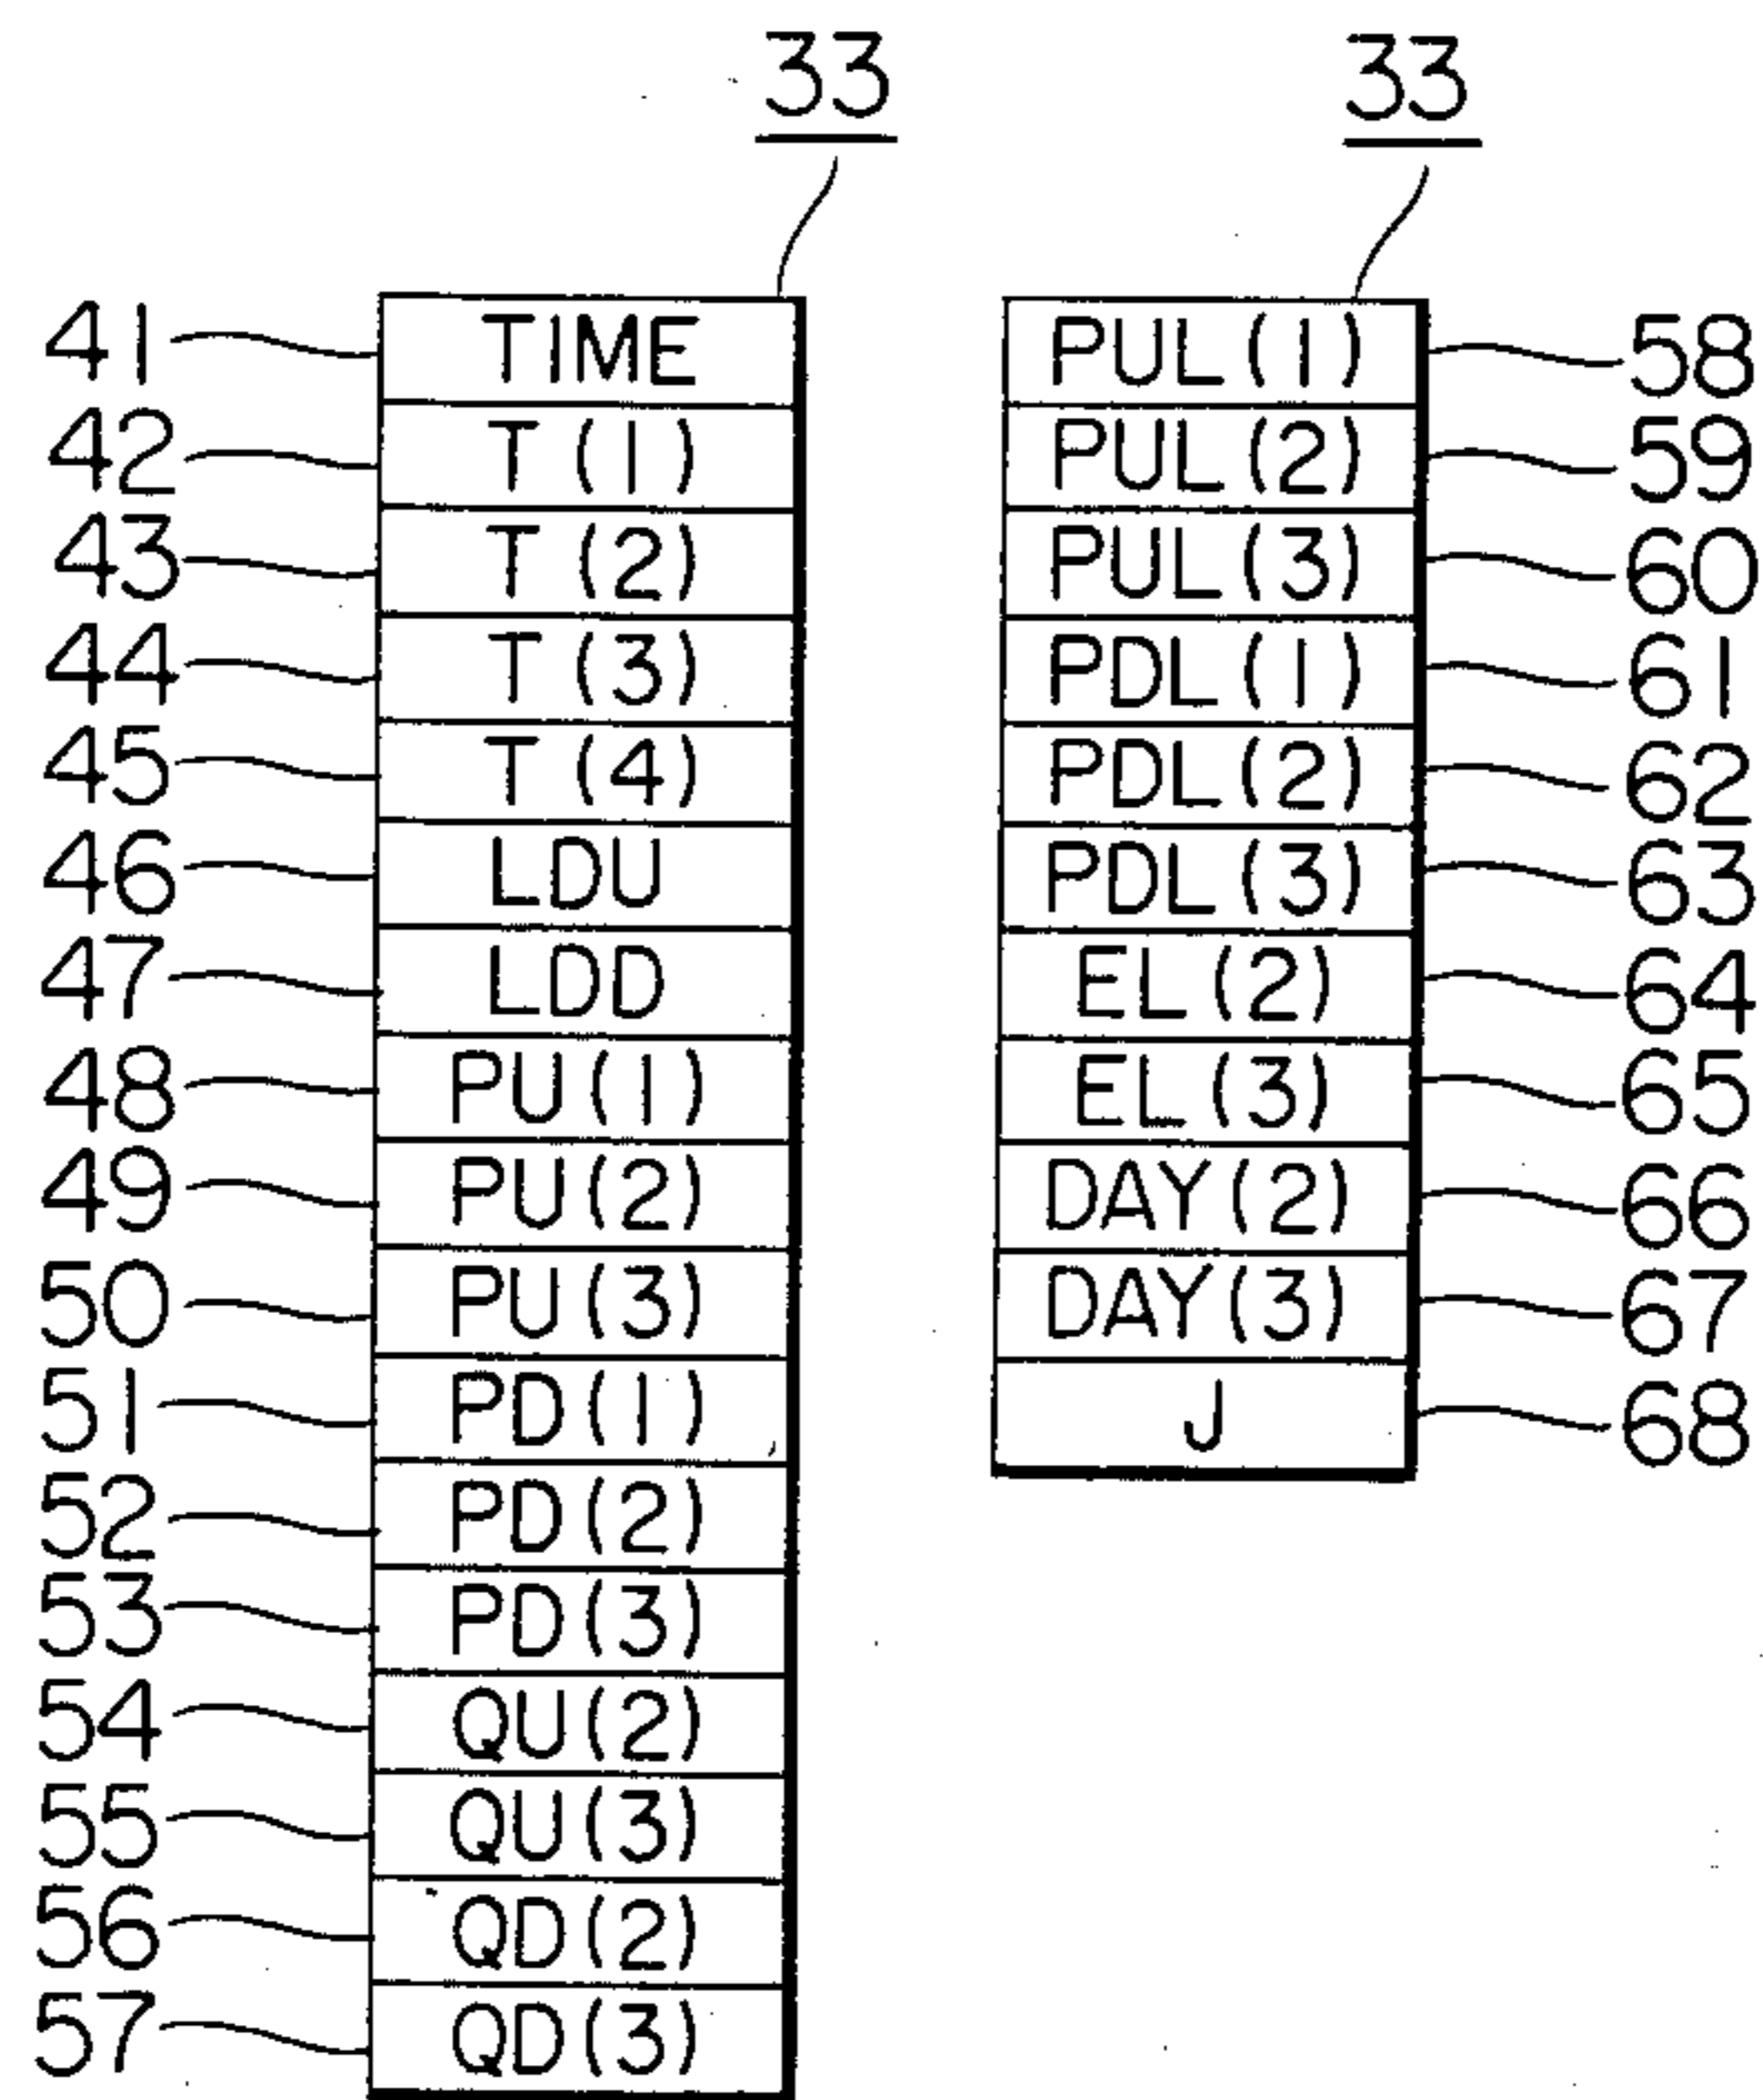 33
41 TIME
42 T(1)
43 T(2)
44 T(3)
45 T(4)
46 LDU
47 LDD
48 PU(1)
49 PU(2)
50 PU(3)
51 PD(1)
52 PD(2)
53 PD(3)
54 QU(2)
55 QU(3)
56 QD(2)
57 QD(3)
33
PUL(1) 58
PUL(2) 59
PUL(3) 60
PDL(1) 61
PDL(2) 62
PDL(3) 63
EL(2) 64
EL(3) 65
DAY(2) 66
DAY(3) 67
J 68